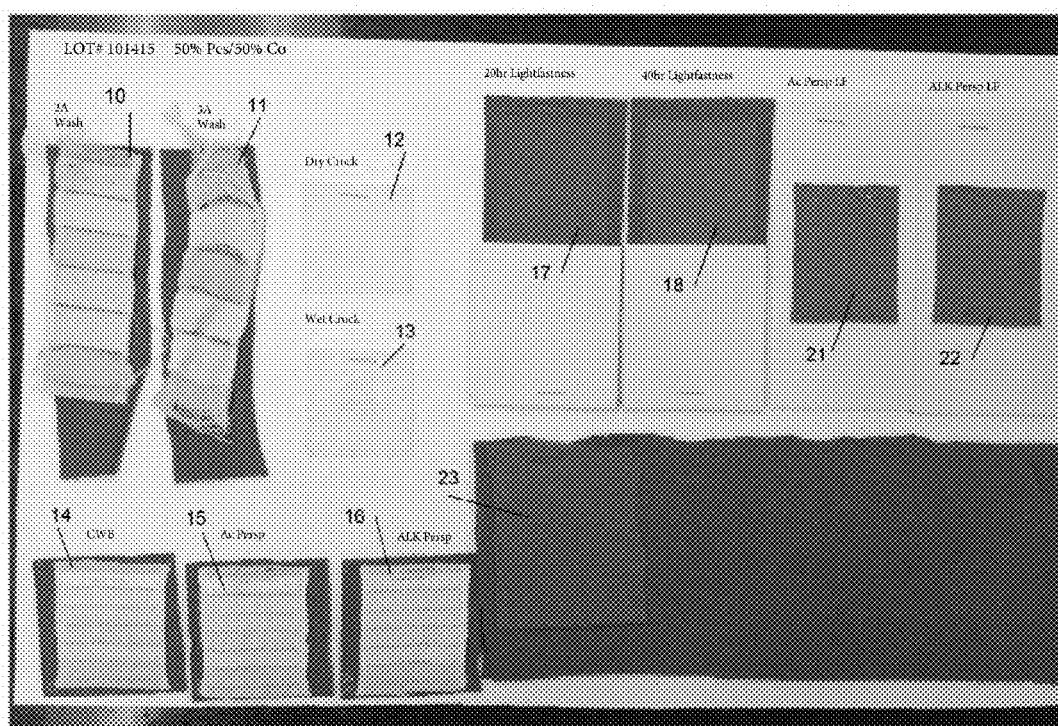 LOT# 101415 50% Pes/50% Co
20hr Lightfastness
40hr Lightfastness
Ac Persp LF
ALK Persp LF
2A
Wash
10
3A
Wash
11
Dry Crock
12
17
18
Wet Crock
13
21
22
23
14
CWB
15
Ac Persp
16
ALK Persp